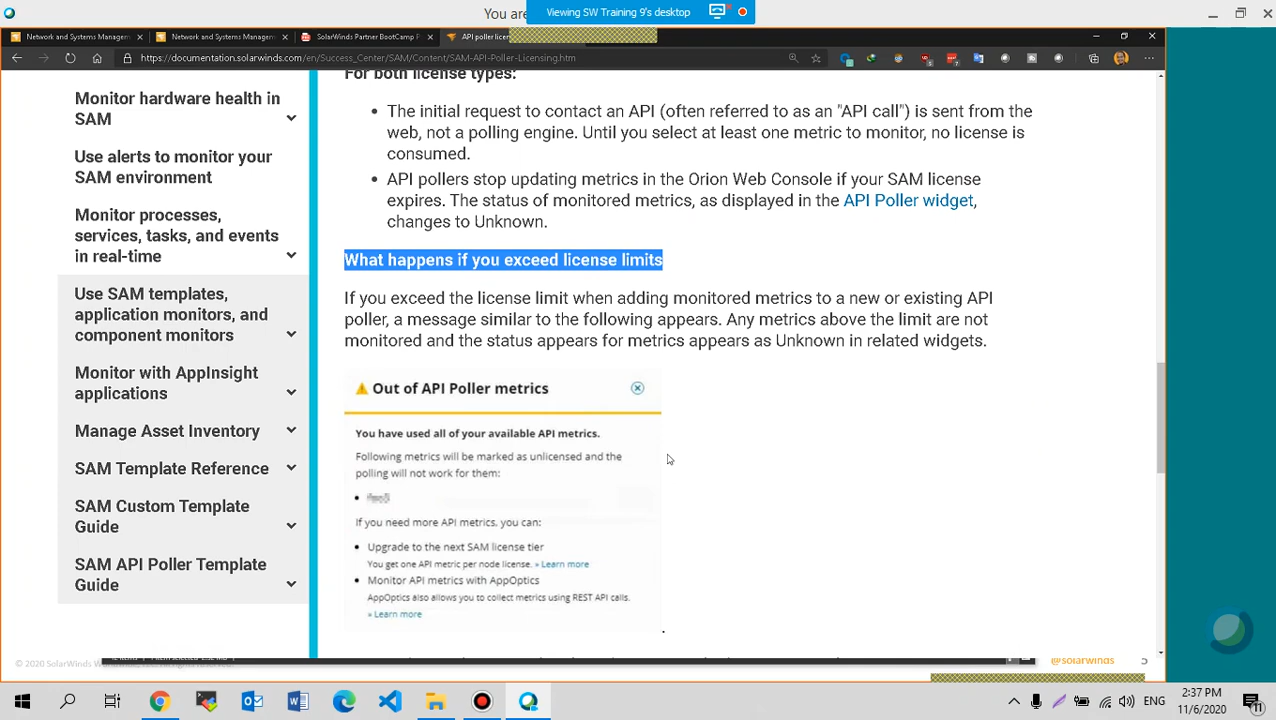 You are
Viewing SW Training 9's desktop
Network and Systems Manage
Network and Systems Manage
SolarWinds Partner BootCamp P
API poller lice
https://documentation.solarwinds.com/en/Success_Center/SAM/Content/SAM-API-Poller-Licensing.htm
Monitor hardware health in
SAM
Use alerts to monitor your
SAM environment
Monitor processes,
services, tasks, and events
in real-time
Use SAM templates,
application monitors, and
component monitors
Monitor with AppInsight
applications
Manage Asset Inventory
SAM Template Reference
SAM Custom Template
Guide
SAM API Poller Template
Guide
For both license types:
• The initial request to contact an API (often referred to as an "API call") is sent from the
web, not a polling engine. Until you select at least one metric to monitor, no license is
consumed.
• API pollers stop updating metrics in the Orion Web Console if your SAM license
expires. The status of monitored metrics, as displayed in the API Poller widget,
changes to Unknown.
What happens if you exceed license limits
If you exceed the license limit when adding monitored metrics to a new or existing API
poller, a message similar to the following appears. Any metrics above the limit are not
monitored and the status appears for metrics appears as Unknown in related widgets.
Out of API Poller metrics
You have used all of your available API metrics.
Following metrics will be marked as unlicensed and the
polling will not work for them:
If you need more API metrics, you can:
• Upgrade to the next SAM license tier
You get one API metric per node license. » Learn more
• Monitor API metrics with AppOptics
AppOptics also allows you to collect metrics using REST API calls.
» Learn more
.
© 2020 SolarWinds
@solarwinds
5
ENG
2:37 PM
11/6/2020